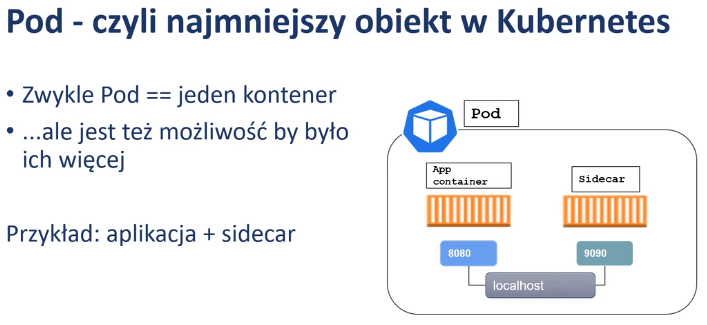 Pod - czyli najmniejszy obiekt w Kubernetes
• Zwykle Pod == jeden kontener
• ...ale jest też możliwość by było
ich więcej
Przykład: aplikacja + sidecar
Pod
App
container
Sidecar
8080
9090
localhost